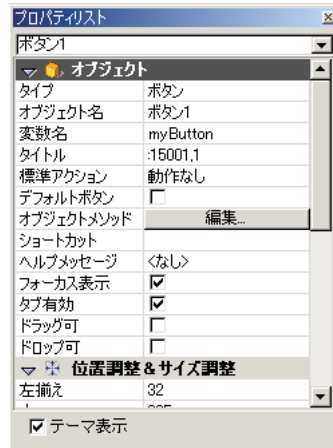 プロパティリスト
ボタン1
オブジェクト
タイプ ボタン
オブジェクト名 ボタン1
変数名 myButton
タイトル :15001,1
標準アクション 動作なし
デフォルトボタン
オブジェクトメソッド 編集...
ショートカット
ヘルプメッセージ <なし>
フォーカス表示
タブ有効
ドラッグ可
ドロップ可
位置調整&サイズ調整
左揃え 32
テーマ表示